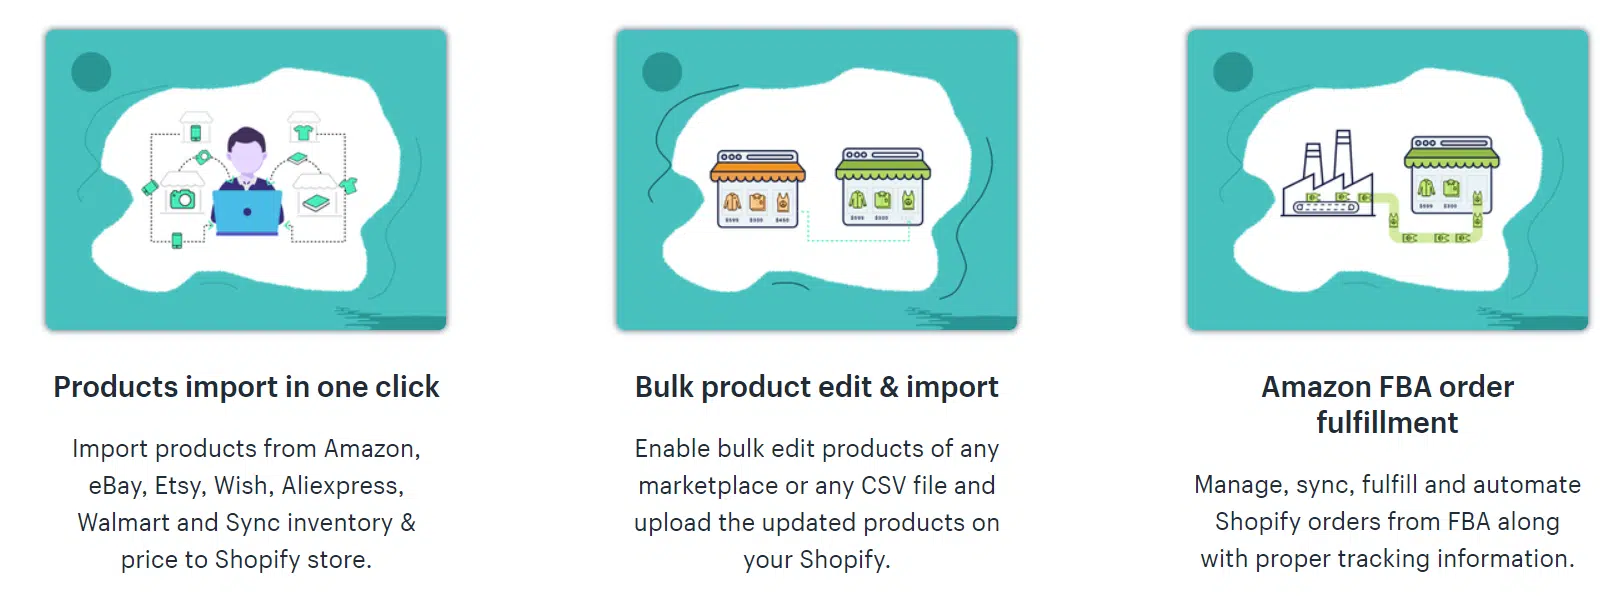 Products import in one click
Import products from Amazon,
eBay, Etsy, Wish, Aliexpress,
Walmart and Sync inventory &
price to Shopify store.
Bulk product edit & import
Enable bulk edit products of any
marketplace or any CSV file and
upload the updated products on
your Shopify.
Amazon FBA order
fulfillment
Manage, sync, fulfill and automate
Shopify orders from FBA along
with proper tracking information.